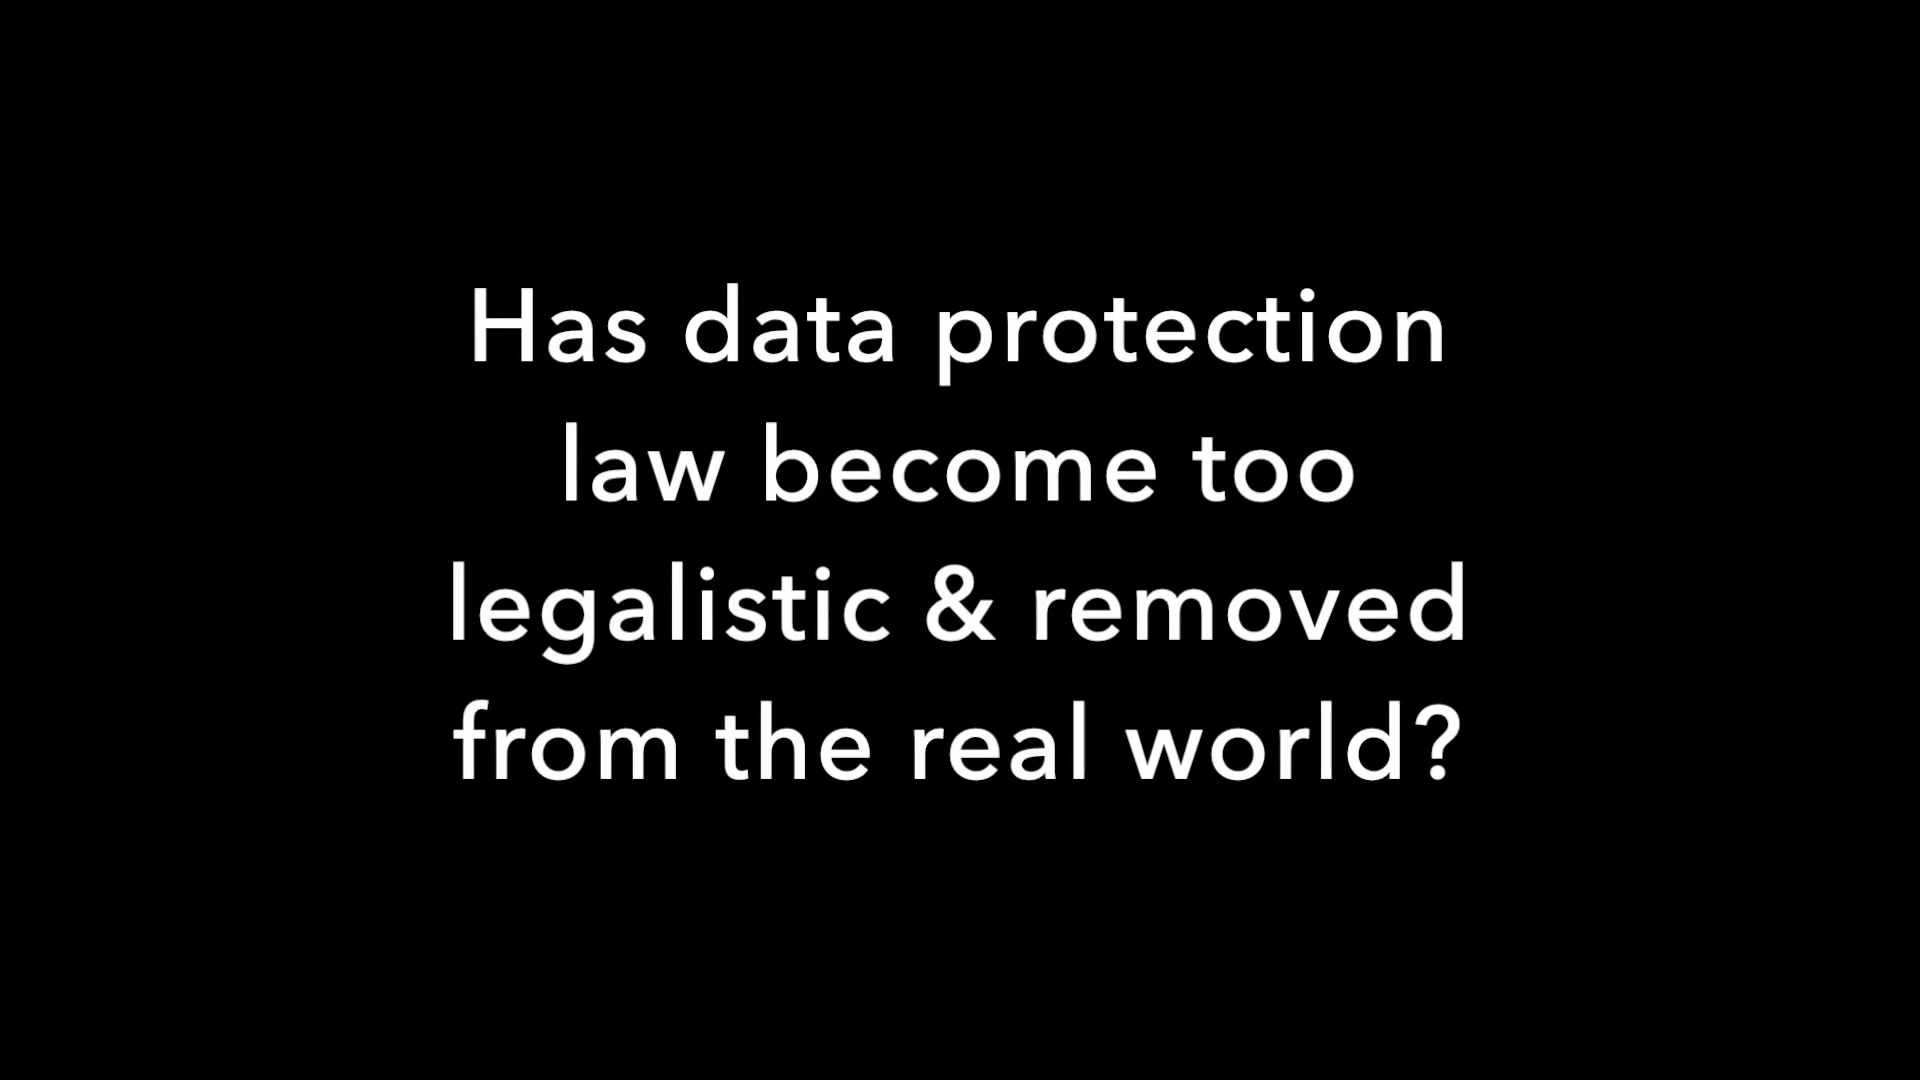 Has data protection
law become too
legalistic & removed
from the real world?